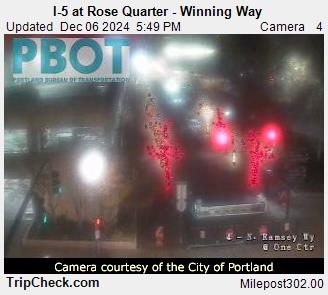 I-5 at Rose Quarter - Winning Way
Updated Dec 06 2024 5:49 PM Camera 4
PBOT
PORTLAND BUREAU OF TRANSPORTATION
4 - N. Ramsey Wy
@ One Ctr
Camera courtesy of the City of Portland
TripCheck.com Milepost302.00